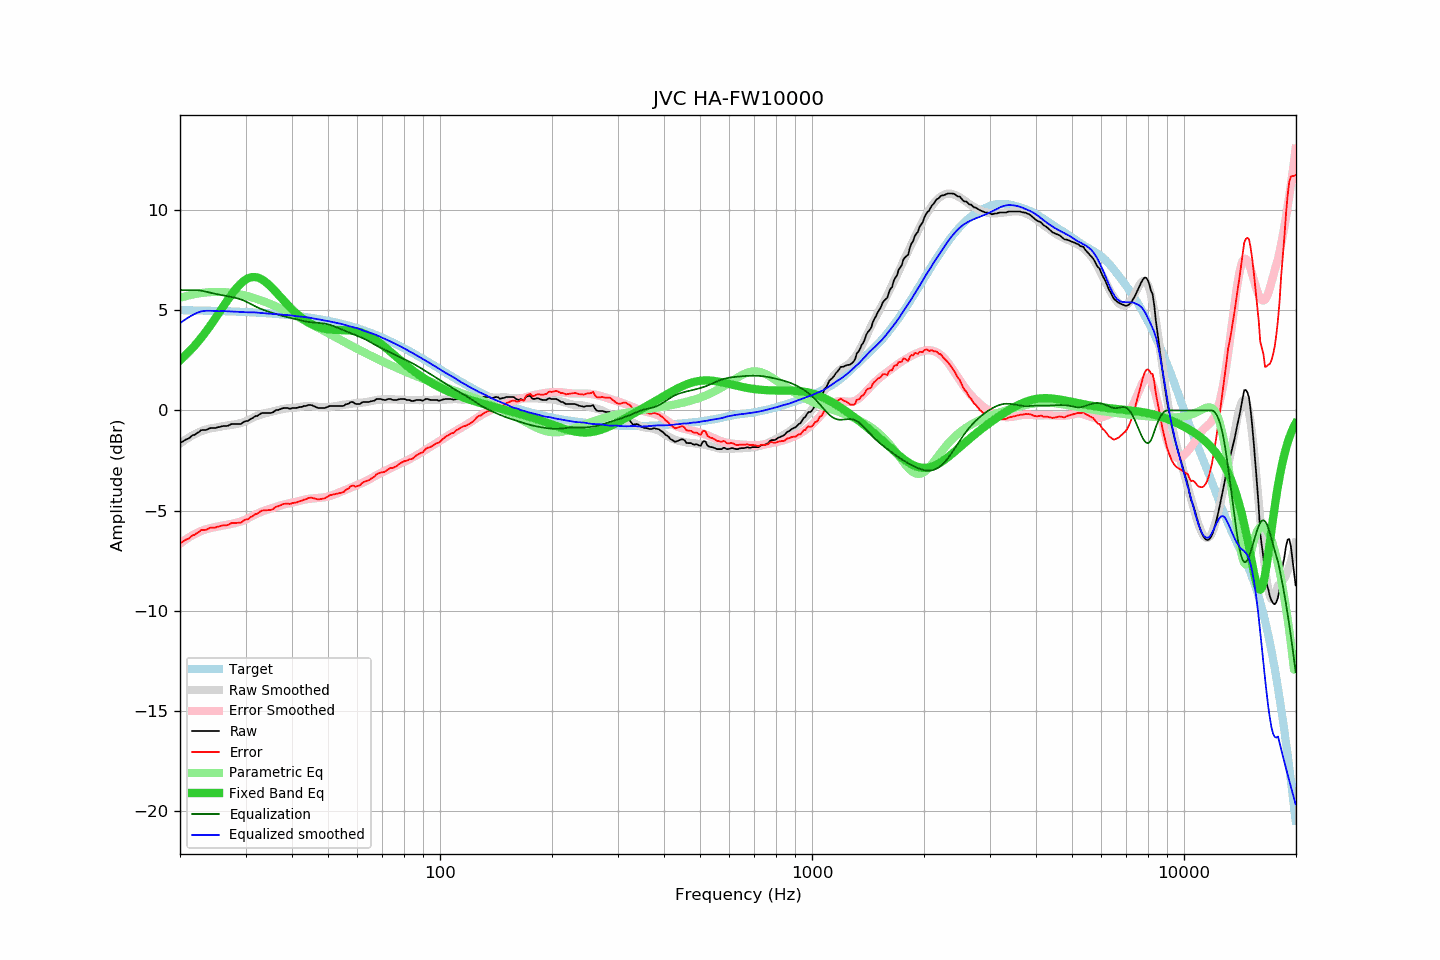 JVC HA-FW10000
Amplitude (dBr)
10
5
0
−5
−10
−15
−20
Target
Raw Smoothed
Error Smoothed
Raw
Error
Parametric Eq
Fixed Band Eq
Equalization
Equalized smoothed
100
1000
10000
Frequency (Hz)